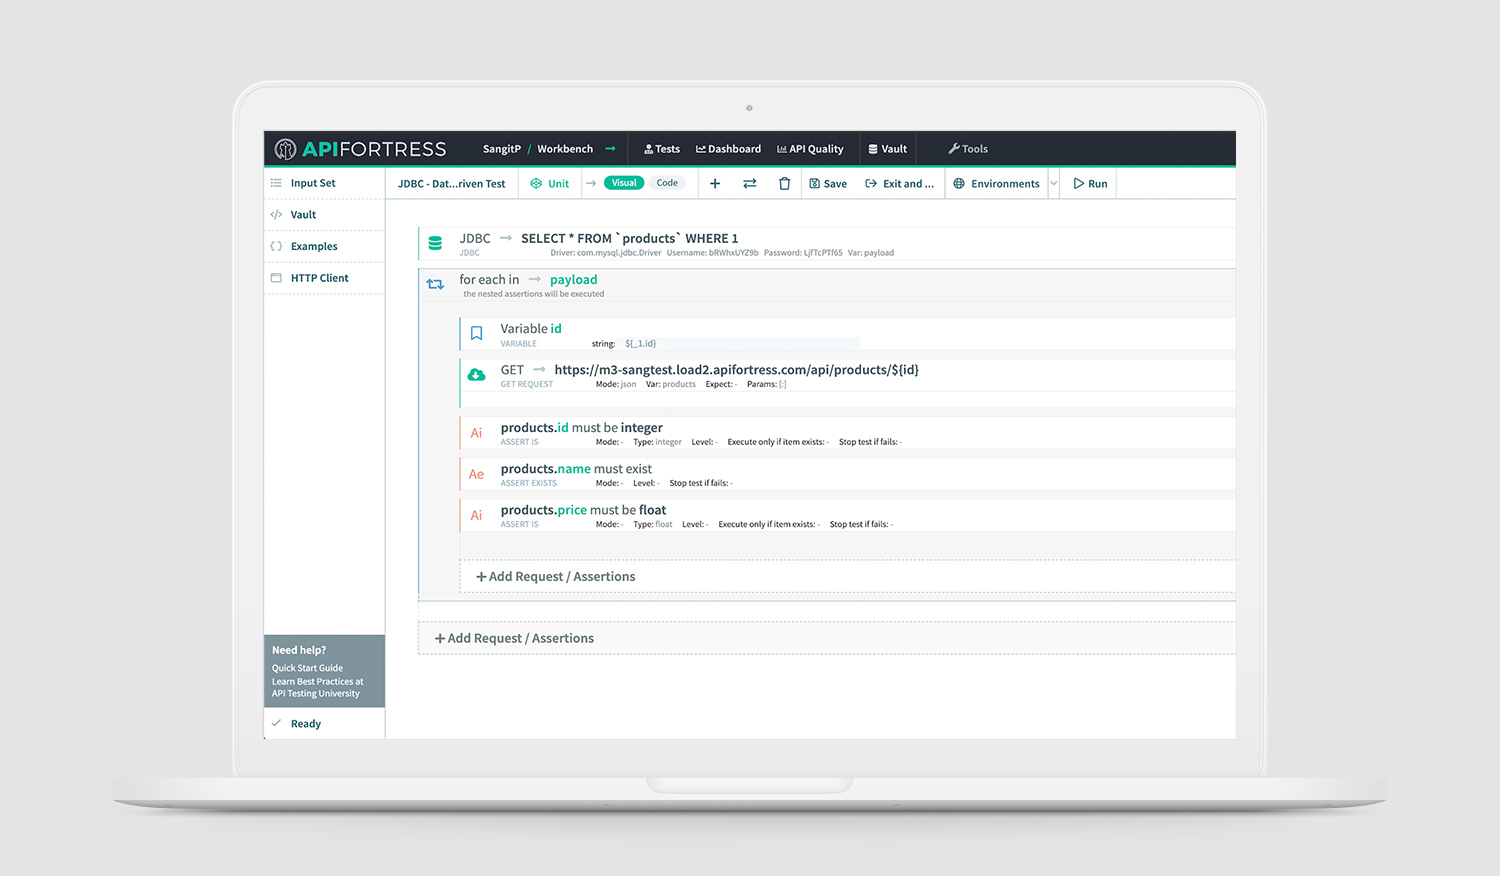 APIFORTRESS
SangitP / Workbench → Tests Dashboard API Quality Vault Tools
Input Set
Vault
Examples
HTTP Client
JDBC - Dat...riven Test Unit → Visual Code + Save Exit and ... Environments Run
JDBC → SELECT * FROM `products` WHERE 1
JDBC Driver: com.mysql.jdbc.Driver Username: bRWhxUYZ9b Password: LjfTcPTf65 Var: payload
for each in → payload
the nested assertions will be executed
Variable id
VARIABLE string: ${_1.id}
GET → https://m3-sangtest.load2.apifortress.com/api/products/${id}
GET REQUEST Mode: json Var: products Expect: - Params: [:]
Ai products.id must be integer
ASSERT IS Mode: - Type: integer Level: - Execute only if item exists: - Stop test if fails: -
Ae products.name must exist
ASSERT EXISTS Mode: - Level: - Stop test if fails: -
Ai products.price must be float
ASSERT IS Mode: - Type: float Level: - Execute only if item exists: - Stop test if fails: -
+ Add Request / Assertions
+ Add Request / Assertions
Need help?
Quick Start Guide
Learn Best Practices at
API Testing University
Ready